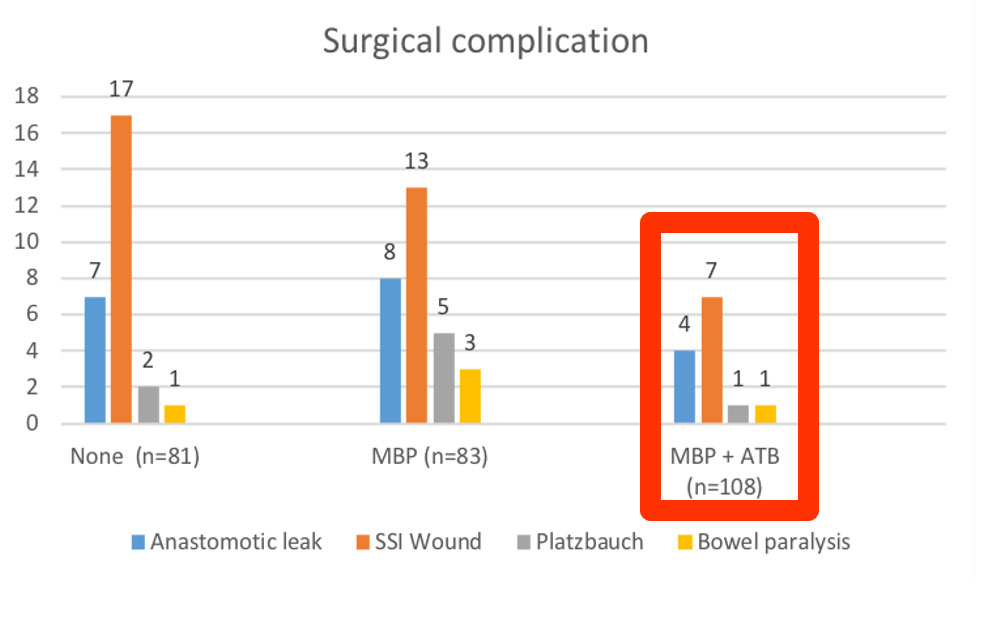 Surgical complication
18
16
14
12
10
8
6
4
2
0
7
17
2
1
8
13
5
3
4
7
1
1
None (n=81)
MBP (n=83)
MBP + ATB
(n=108)
Anastomotic leak
SSI Wound
Platzbauch
Bowel paralysis